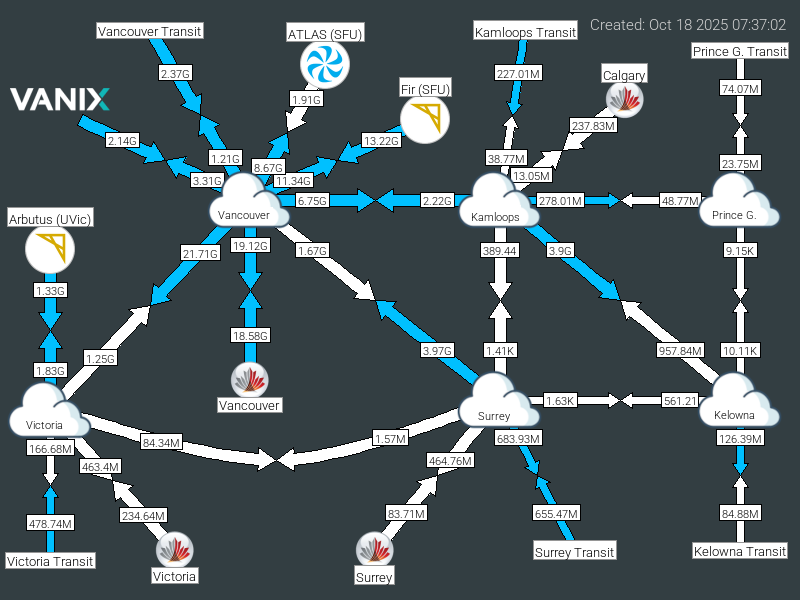 Created: Oct 18 2025 07:37:02
Vancouver Transit
ATLAS (SFU)
Kamloops Transit
Prince G. Transit
2.37G
227.01M
Calgary
74.07M
Fir (SFU)
VANIX
1.91G
237.83M
2.14G
13.22G
1.21G
38.77M
23.75M
8.67G
13.05M
3.31G
11.34G
6.75G
2.22G
278.01M
48.77M
Arbutus (UVic)
Vancouver
Kamloops
Prince G.
21.71G
19.12G
1.67G
389.44
3.9G
9.15K
1.33G
18.58G
3.97G
1.41K
957.84M
10.11K
1.25G
1.83G
Vancouver
1.63K
561.21
Victoria
Surrey
Kelowna
84.34M
1.57M
683.93M
126.39M
166.68M
463.4M
464.76M
478.74M
234.64M
83.71M
655.47M
84.88M
Victoria Transit
Victoria
Surrey
Surrey Transit
Kelowna Transit